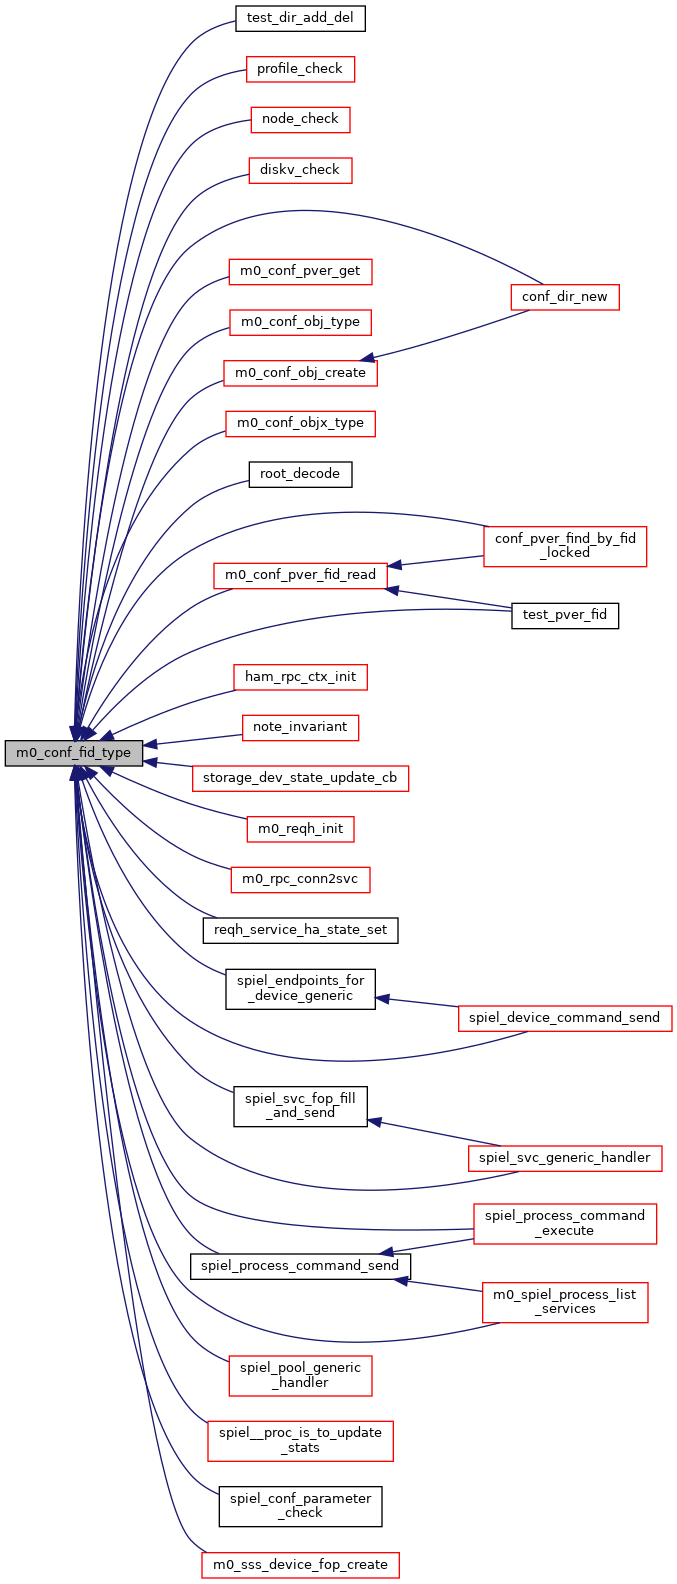 test_dir_add_del
profile_check
node_check
diskv_check
m0_conf_pver_get
conf_dir_new
m0_conf_obj_type
m0_conf_obj_create
m0_conf_objx_type
root_decode
conf_pver_find_by_fid
_locked
m0_conf_pver_fid_read
test_pver_fid
ham_rpc_ctx_init
note_invariant
m0_conf_fid_type
storage_dev_state_update_cb
m0_reqh_init
m0_rpc_conn2svc
reqh_service_ha_state_set
spiel_endpoints_for
_device_generic
spiel_device_command_send
spiel_svc_fop_fill
_and_send
spiel_svc_generic_handler
spiel_process_command
_execute
spiel_process_command_send
m0_spiel_process_list
_services
spiel_pool_generic
_handler
spiel__proc_is_to_update
_stats
spiel_conf_parameter
_check
m0_sss_device_fop_create